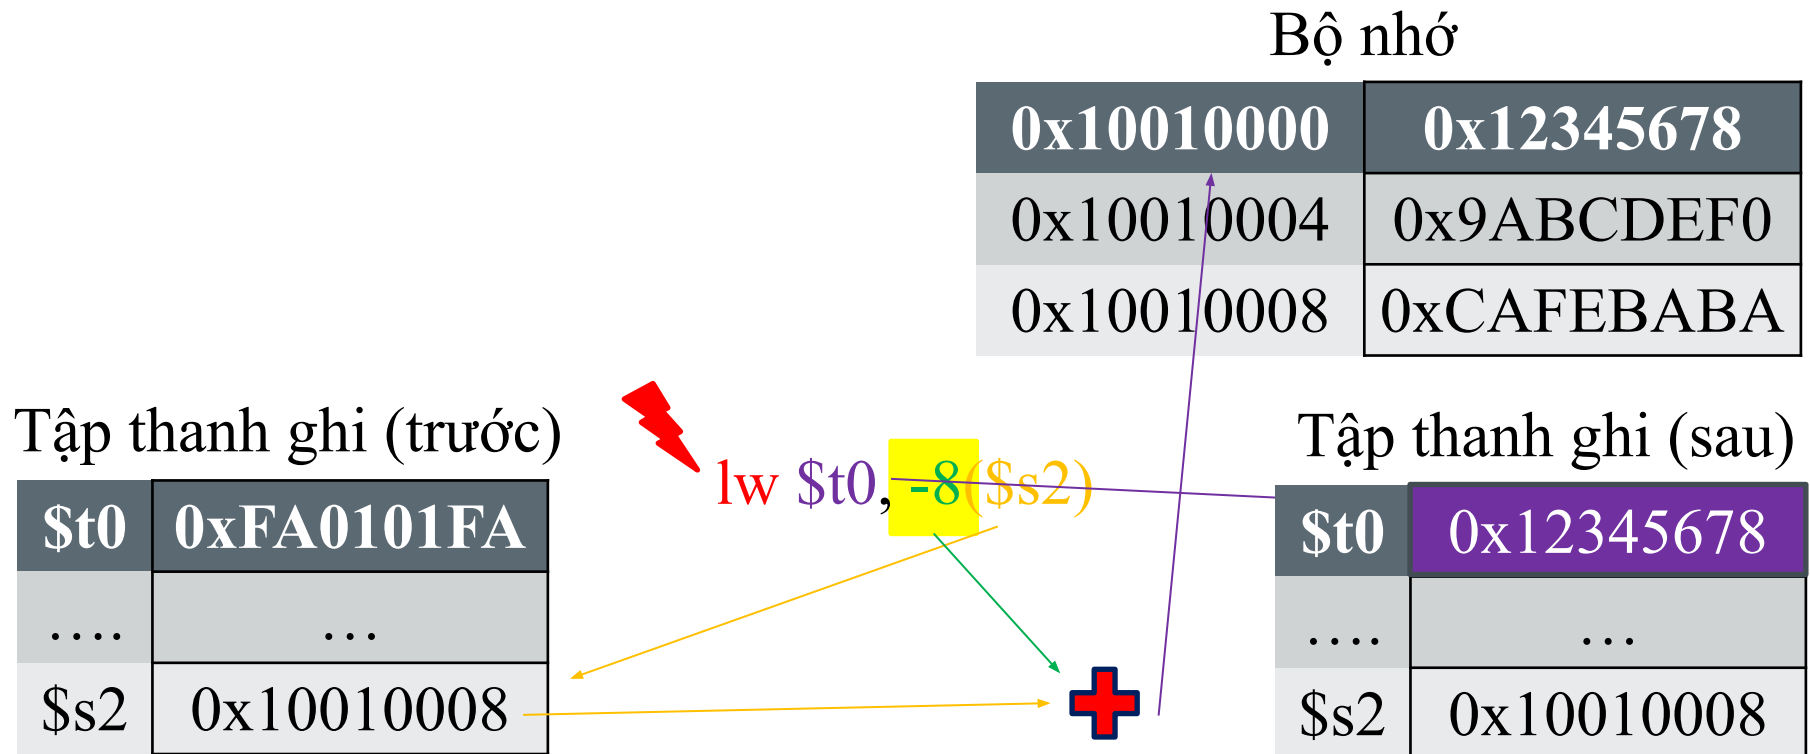 Bộ nhớ
0x10010000 0x12345678
0x10010004 0x9ABCDEF0
0x10010008 0xCAFEBABA
Tập thanh ghi (trước)
$t0 0xFA0101FA
.... ...
$s2 0x10010008
lw $t0, -8($s2)
Tập thanh ghi (sau)
$t0 0x12345678
.... ...
$s2 0x10010008